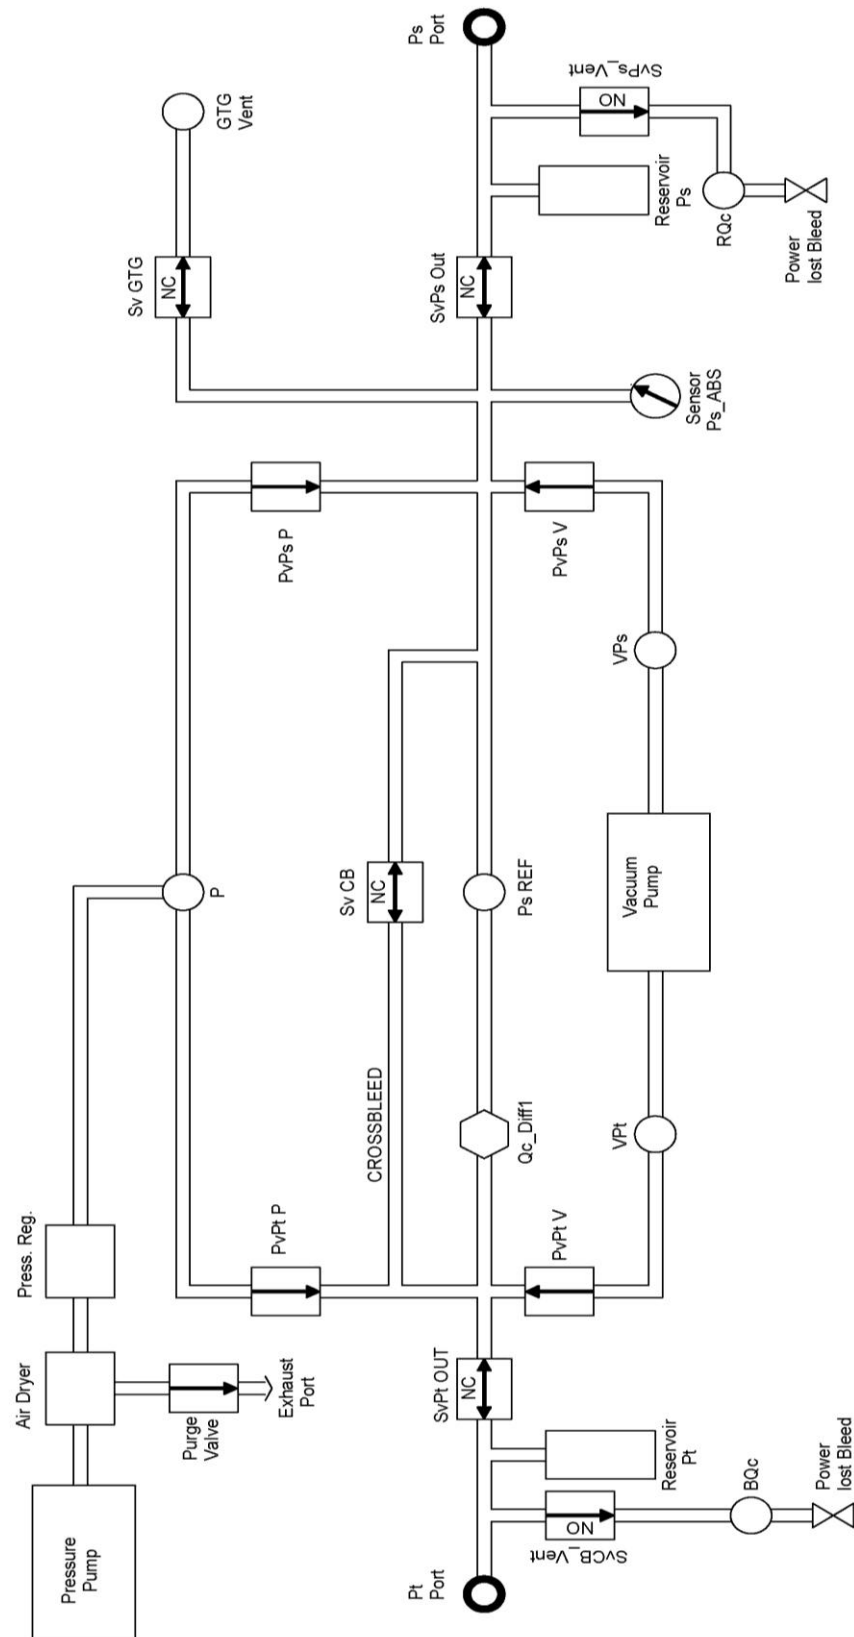 Pressure
Pump
Air Dryer
Press. Reg.
Purge
Valve
Exhaust
Port
P
Sv GTG
NC
GTG
Vent
PvPt P
PvPs P
CROSSBLEED
Sv CB
NC
Pt
Port
SvPt OUT
NC
Qc_Diff1
Ps REF
SvPs Out
NC
Ps
Port
SvCB_Vent
NO
Reservoir
Pt
PvPt V
PvPs V
VPt
Vacuum
Pump
VPs
Sensor
Ps_ABS
Reservoir
Ps
SvPs_Vent
NO
BQc
Power
lost Bleed
RQc
Power
lost Bleed